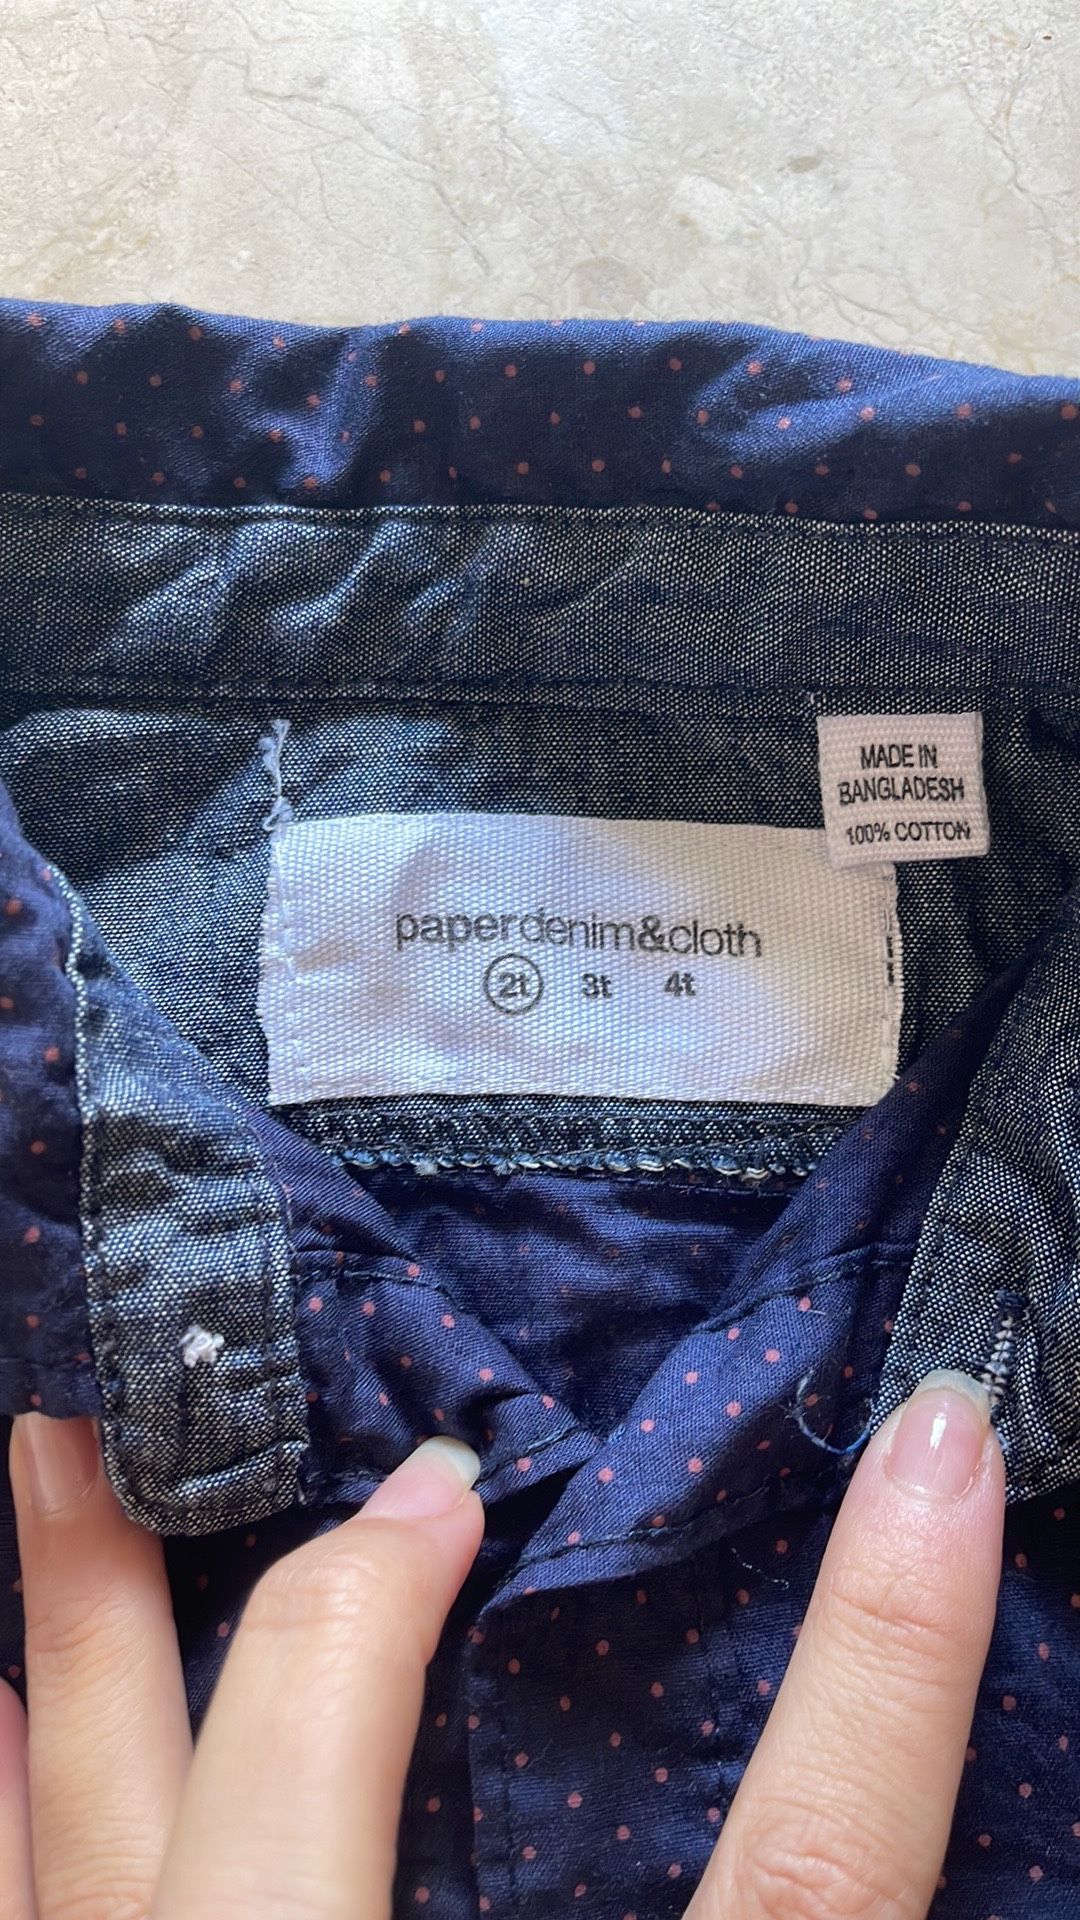 MADE IN
BANGLADESH
100% COTTON
paperdenim&cloth
2t 3t 4t